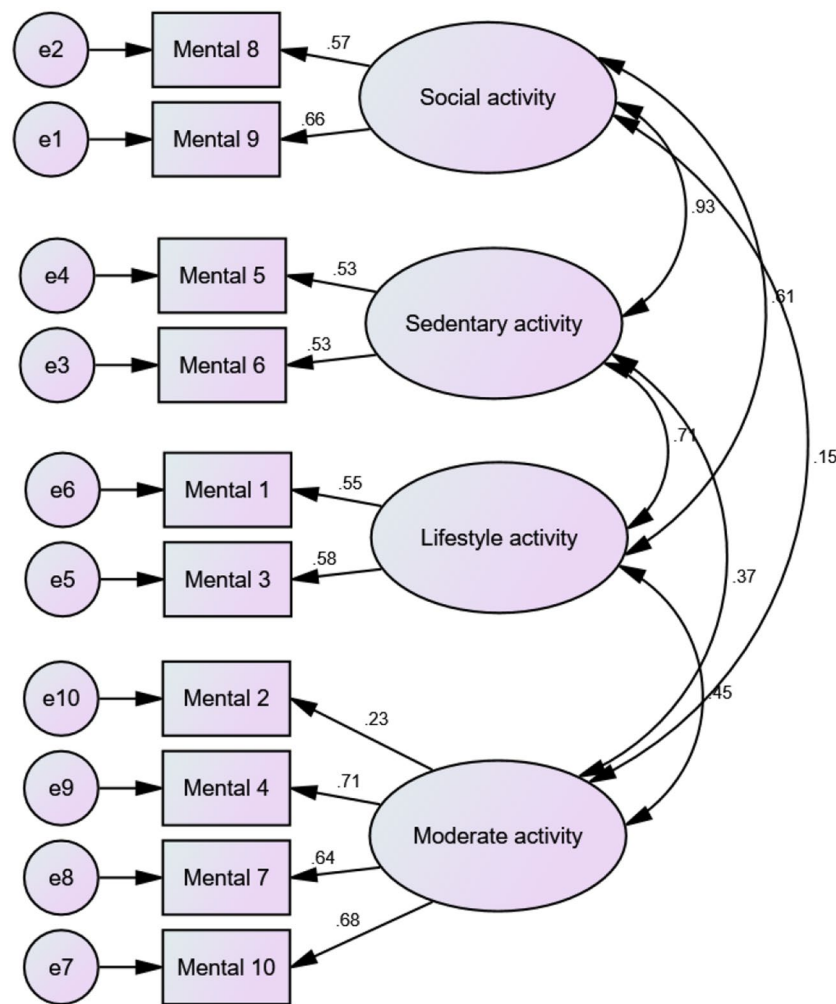 e2
Mental 8
.57
Social activity
e1
Mental 9
.66
.93
e4
Mental 5
.53
Sedentary activity
.61
e3
Mental 6
.53
.71
.15
e6
Mental 1
.55
Lifestyle activity
e5
Mental 3
.58
.37
e10
Mental 2
.23
.45
e9
Mental 4
.71
Moderate activity
e8
Mental 7
.64
e7
Mental 10
.68